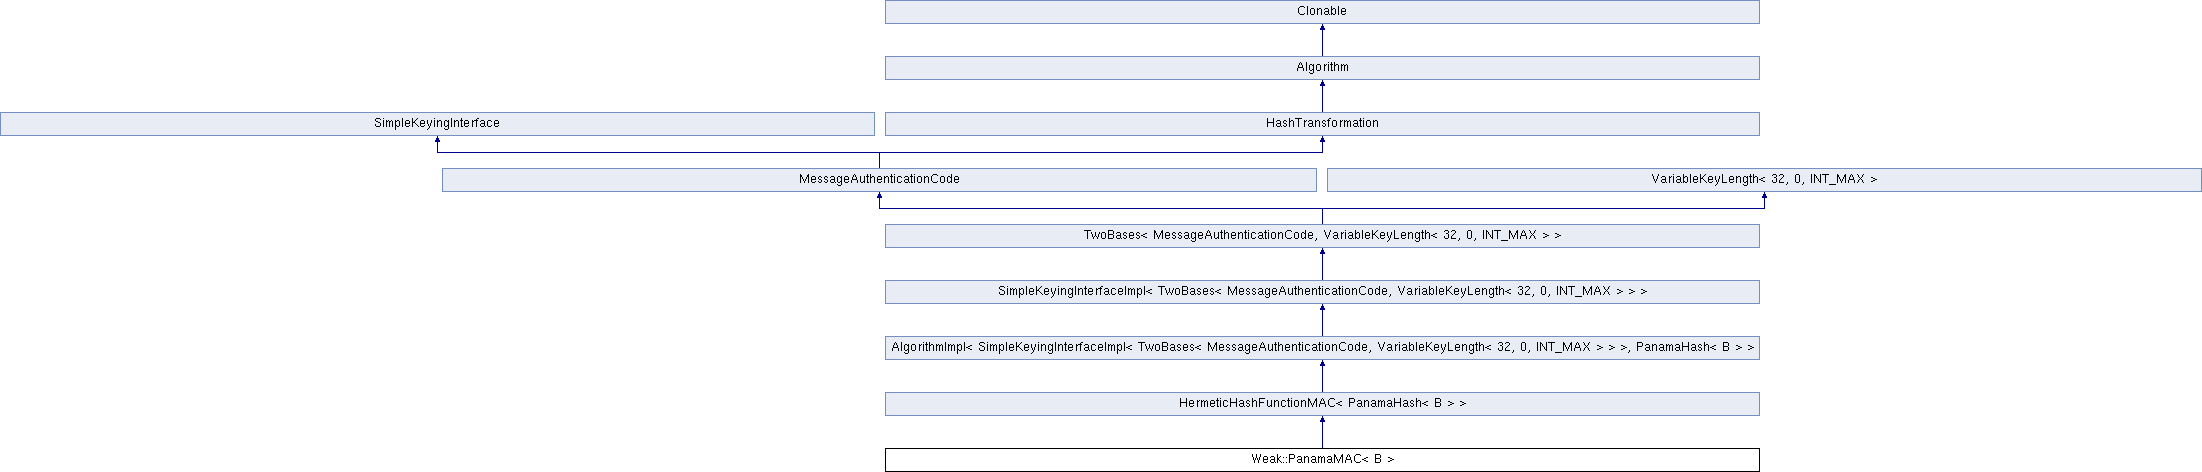 Clonable
Algorithm
SimpleKeyingInterface
HashTransformation
MessageAuthenticationCode
VariableKeyLength< 32, 0, INT_MAX >
TwoBases< MessageAuthenticationCode, VariableKeyLength< 32, 0, INT_MAX > >
SimpleKeyingInterfaceImpl< TwoBases< MessageAuthenticationCode, VariableKeyLength< 32, 0, INT_MAX > > >
AlgorithmImpl< SimpleKeyingInterfaceImpl< TwoBases< MessageAuthenticationCode, VariableKeyLength< 32, 0, INT_MAX > > >, PanamaHash< B > >
HermeticHashFunctionMAC< PanamaHash< B > >
Weak::PanamaMAC< B >